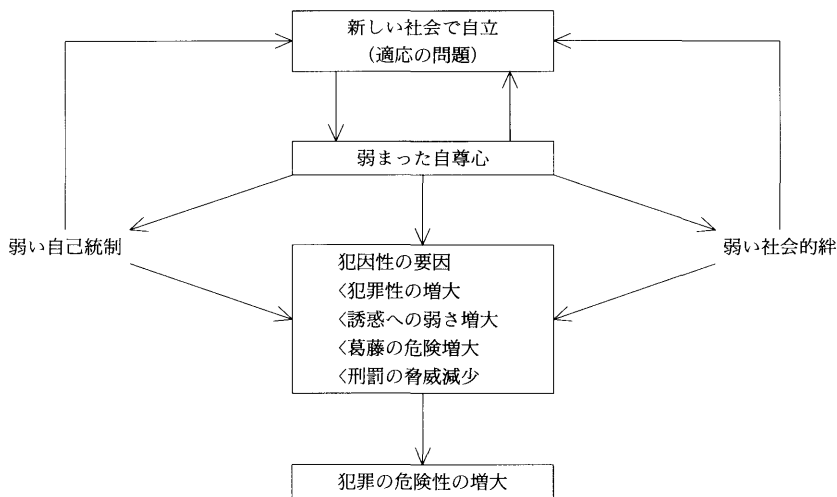 新しい社会で自立
（適応の問題）
弱まった自尊心
弱い自己統制
弱い社会的絆
犯因性の要因
<犯罪性の増大
<誘惑への弱さ増大
<葛藤の危険増大
<刑罰の脅威減少
犯罪の危険性の増大